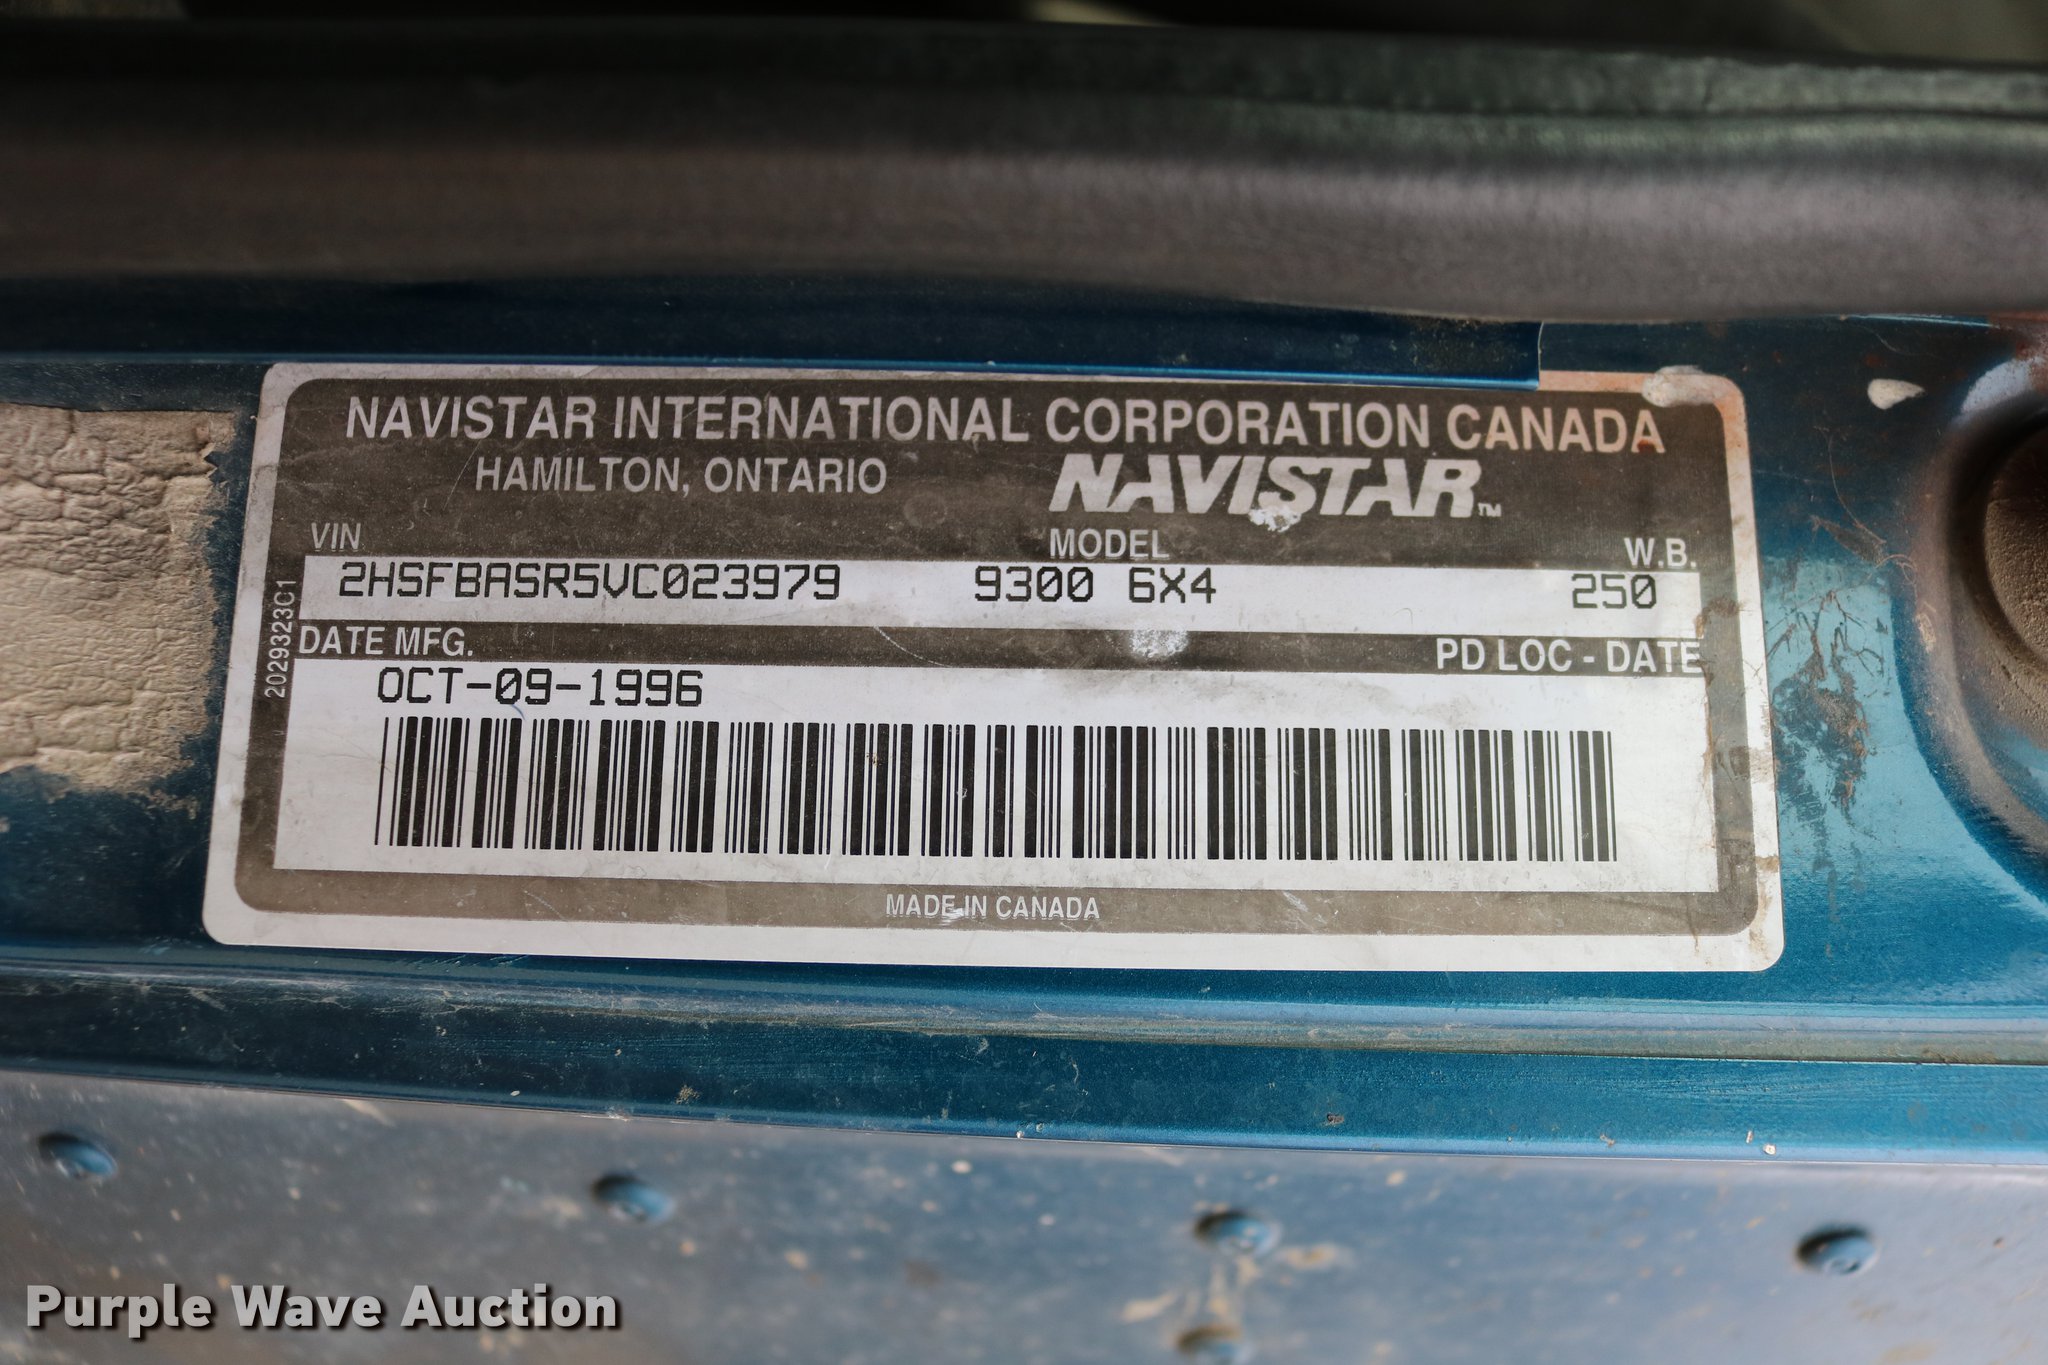 NAVISTAR INTERNATIONAL CORPORATION CANADA
HAMILTON, ONTARIO NAVISTAR™
VIN MODEL W.B.
2HSFBASR5VC023979 9300 6X4 250
DATE MFG. PD LOC - DATE
OCT-09-1996
2029323C1
MADE IN CANADA
Purple Wave Auction